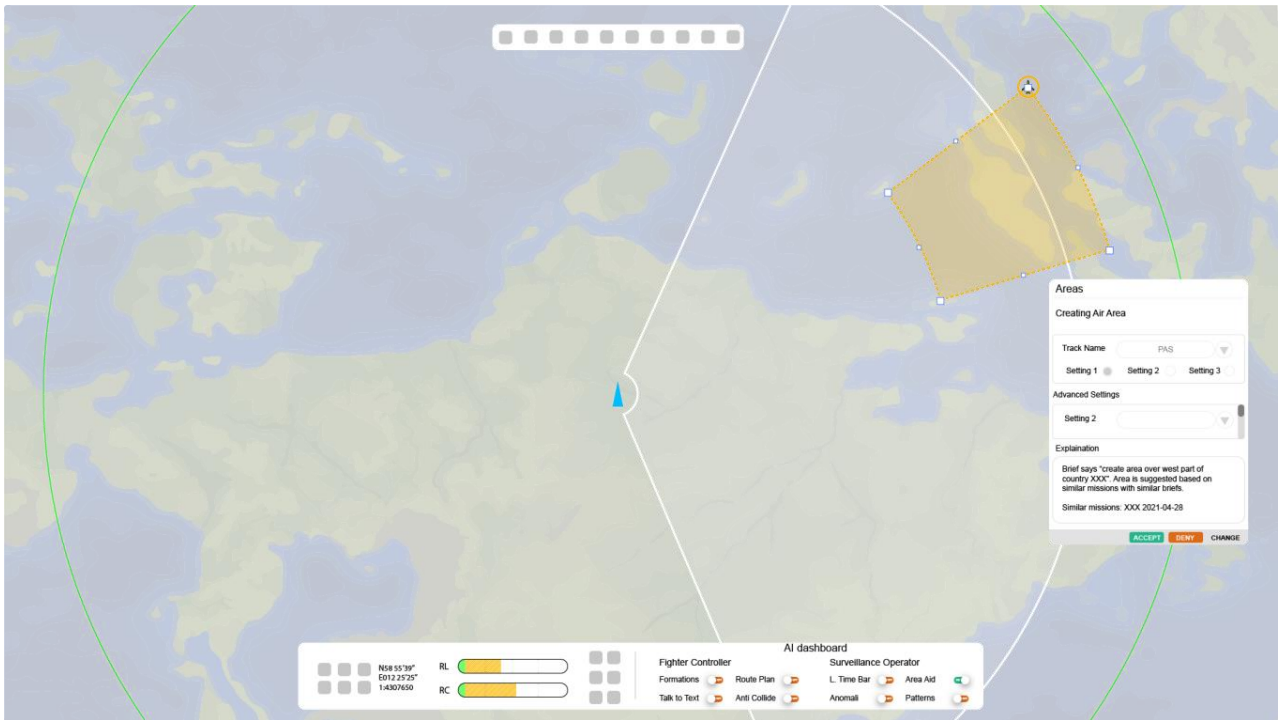 Areas
Creating Air Area
Track Name PAS
Setting 1 Setting 2 Setting 3
Advanced Settings
Setting 2
Explaination
Brief says "create area over west part of
country XXX". Area is suggested based on
similar missions with similar briefs.
Similar missions: XXX 2021-04-28
ACCEPT DENY CHANGE
N58 55'39"
E012 25'25"
1:4307650
RL
RC
AI dashboard
Fighter Controller
Formations Route Plan
Talk to Text Anti Collide
Surveillance Operator
L. Time Bar Area Aid
Anomali Patterns